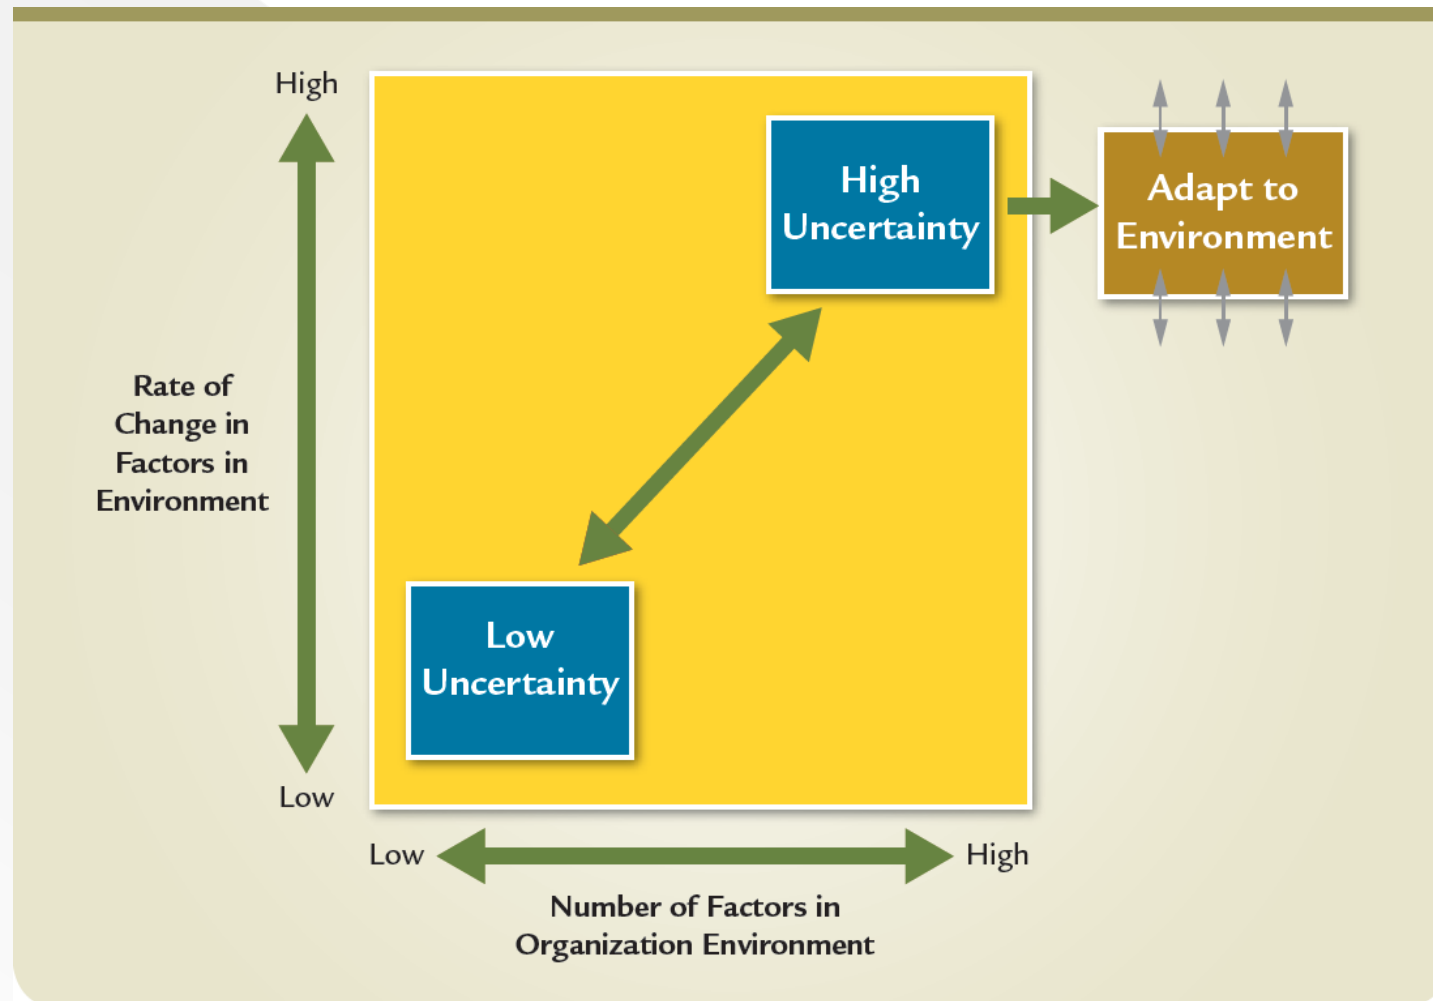 High
High
Uncertainty
Adapt to
Environment
Rate of
Change in
Factors in
Environment
Low
Uncertainty
Low
Low
High
Number of Factors in
Organization Environment